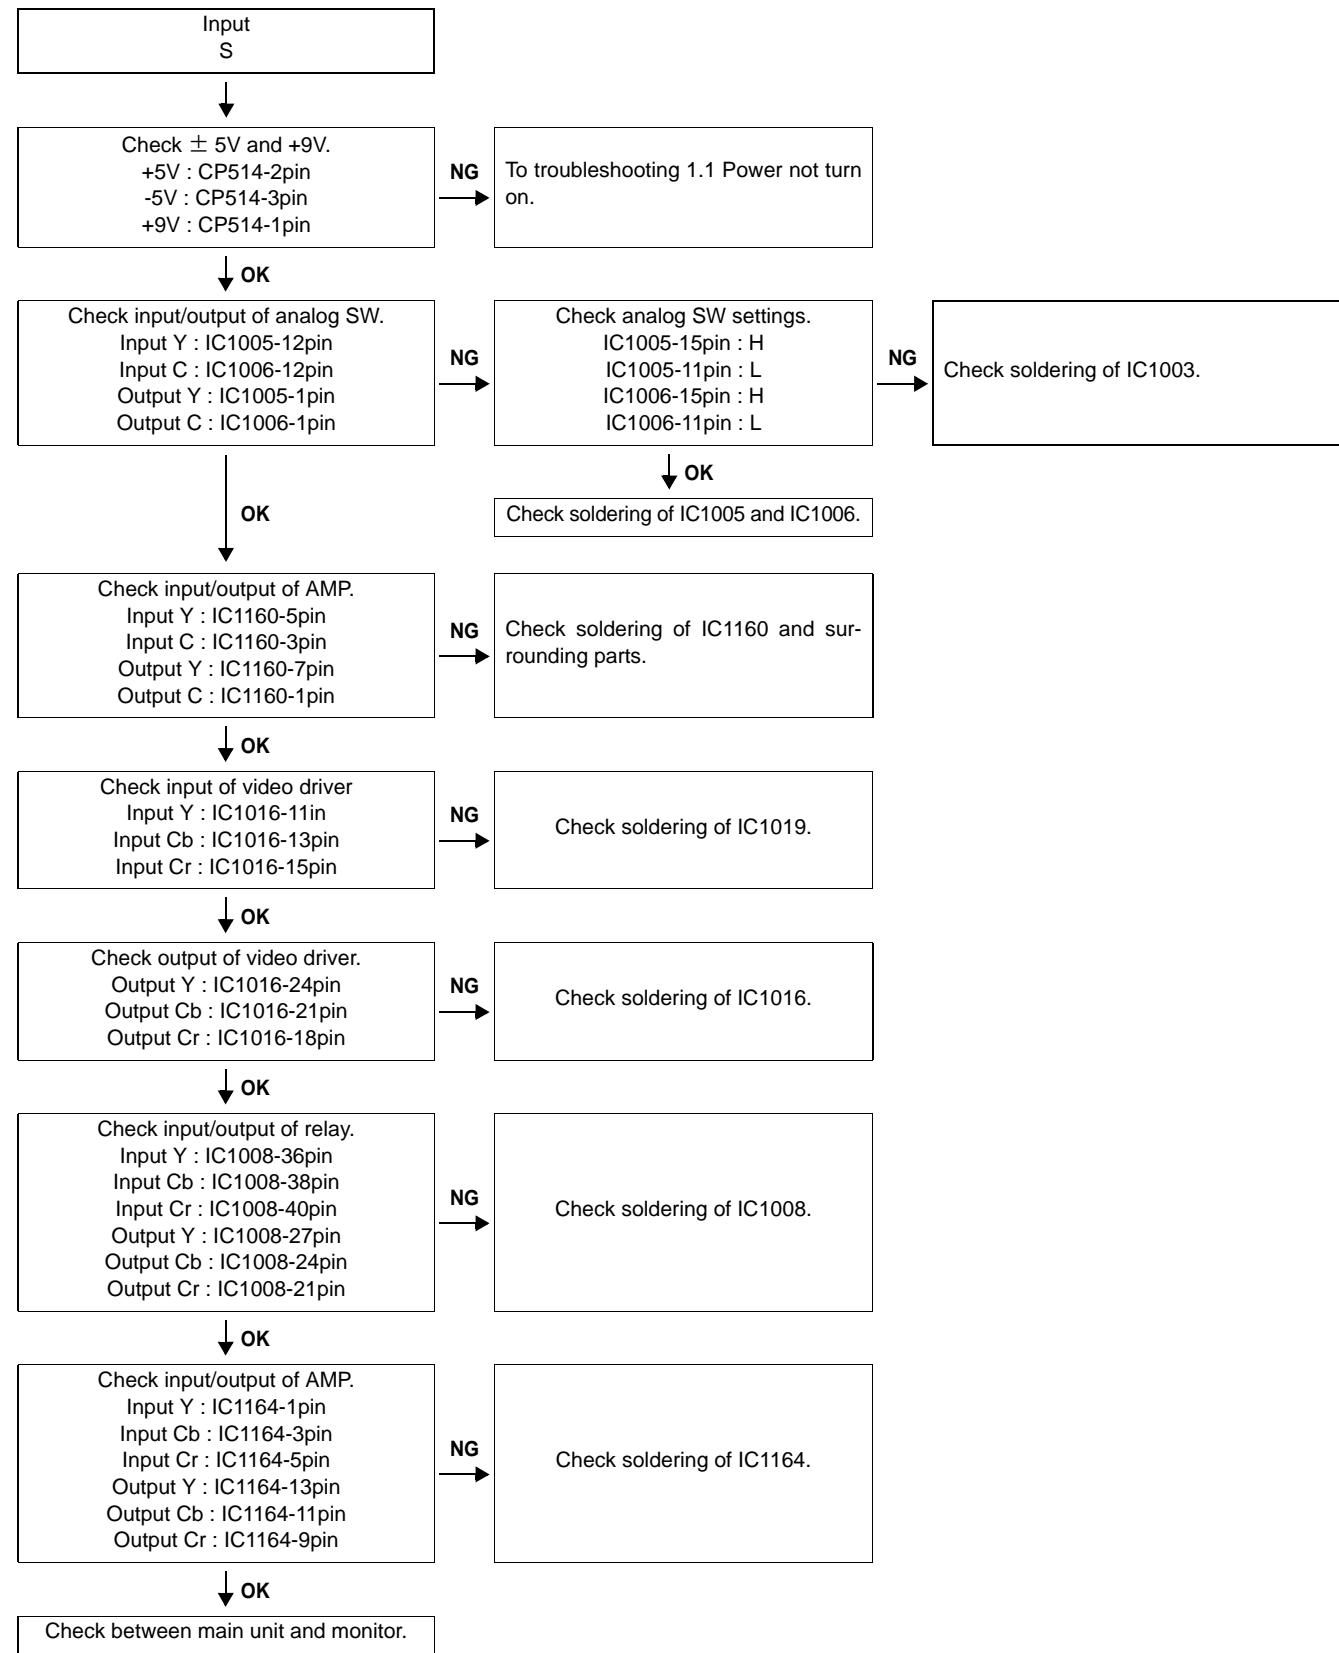 Input
S
Check ± 5V and +9V.
+5V : CP514-2pin
-5V : CP514-3pin
+9V : CP514-1pin
NG
To troubleshooting 1.1 Power not turn
on.
OK
Check input/output of analog SW.
Input Y : IC1005-12pin
Input C : IC1006-12pin
Output Y : IC1005-1pin
Output C : IC1006-1pin
NG
Check analog SW settings.
IC1005-15pin : H
IC1005-11pin : L
IC1006-15pin : H
IC1006-11pin : L
NG
Check soldering of IC1003.
OK
Check soldering of IC1005 and IC1006.
OK
Check input/output of AMP.
Input Y : IC1160-5pin
Input C : IC1160-3pin
Output Y : IC1160-7pin
Output C : IC1160-1pin
NG
Check soldering of IC1160 and sur-
rounding parts.
OK
Check input of video driver
Input Y : IC1016-11in
Input Cb : IC1016-13pin
Input Cr : IC1016-15pin
NG
Check soldering of IC1019.
OK
Check output of video driver.
Output Y : IC1016-24pin
Output Cb : IC1016-21pin
Output Cr : IC1016-18pin
NG
Check soldering of IC1016.
OK
Check input/output of relay.
Input Y : IC1008-36pin
Input Cb : IC1008-38pin
Input Cr : IC1008-40pin
Output Y : IC1008-27pin
Output Cb : IC1008-24pin
Output Cr : IC1008-21pin
NG
Check soldering of IC1008.
OK
Check input/output of AMP.
Input Y : IC1164-1pin
Input Cb : IC1164-3pin
Input Cr : IC1164-5pin
Output Y : IC1164-13pin
Output Cb : IC1164-11pin
Output Cr : IC1164-9pin
NG
Check soldering of IC1164.
OK
Check between main unit and monitor.